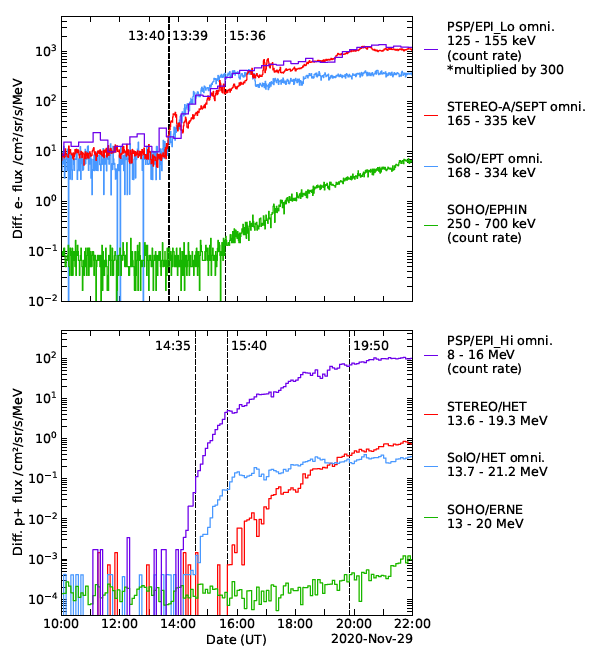 13:40 13:39 15:36
10³
10²
10¹
10⁰
10⁻¹
10⁻²
Diff. e- flux /cm²/sr/s/MeV
PSP/EPI_Lo omni.
125 - 155 keV
(count rate)
*multiplied by 300
STEREO-A/SEPT omni.
165 - 335 keV
SolO/EPT omni.
168 - 334 keV
SOHO/EPHIN
250 - 700 keV
(count rate)
14:35 15:40 19:50
10²
10¹
10⁰
10⁻¹
10⁻²
10⁻³
10⁻⁴
Diff. p+ flux /cm²/sr/s/MeV
PSP/EPI_Hi omni.
8 - 16 MeV
(count rate)
STEREO/HET
13.6 - 19.3 MeV
SolO/HET omni.
13.7 - 21.2 MeV
SOHO/ERNE
13 - 20 MeV
10:00 12:00 14:00 16:00 18:00 20:00 22:00
Date (UT)
2020-Nov-29